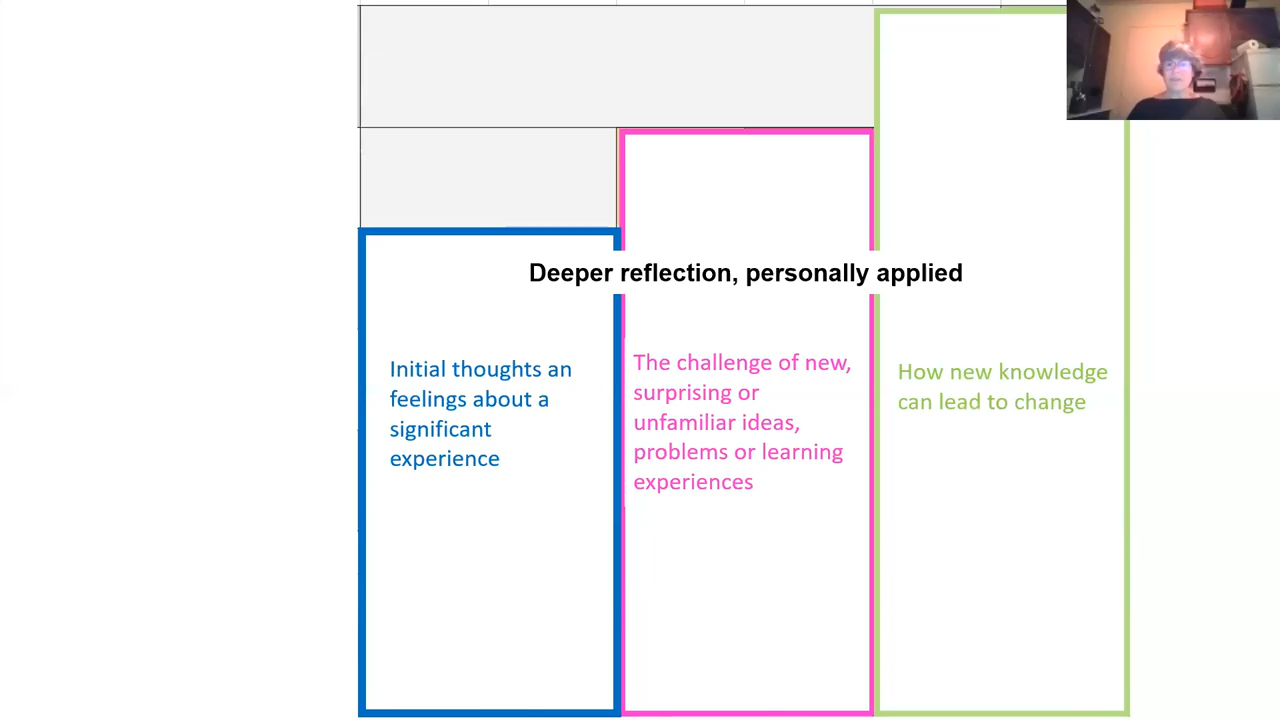 Deeper reflection, personally applied
Initial thoughts an
feelings about a
significant
experience
The challenge of new,
surprising or
unfamiliar ideas,
problems or learning
experiences
How new knowledge
can lead to change